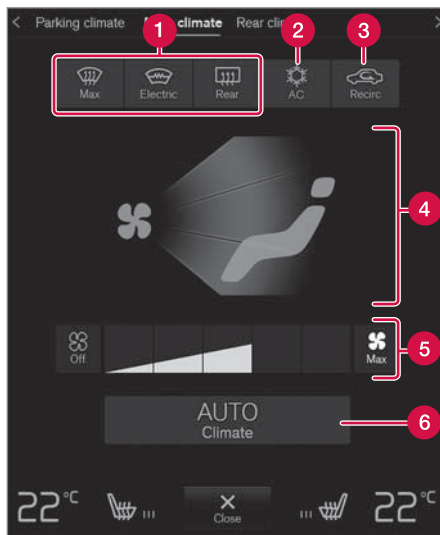 Parking climate climate Rear cli
1 2 3
Max Electric Rear AC Recirc
4
Off Max 5
AUTO
Climate
6
22°C 22°C
Close